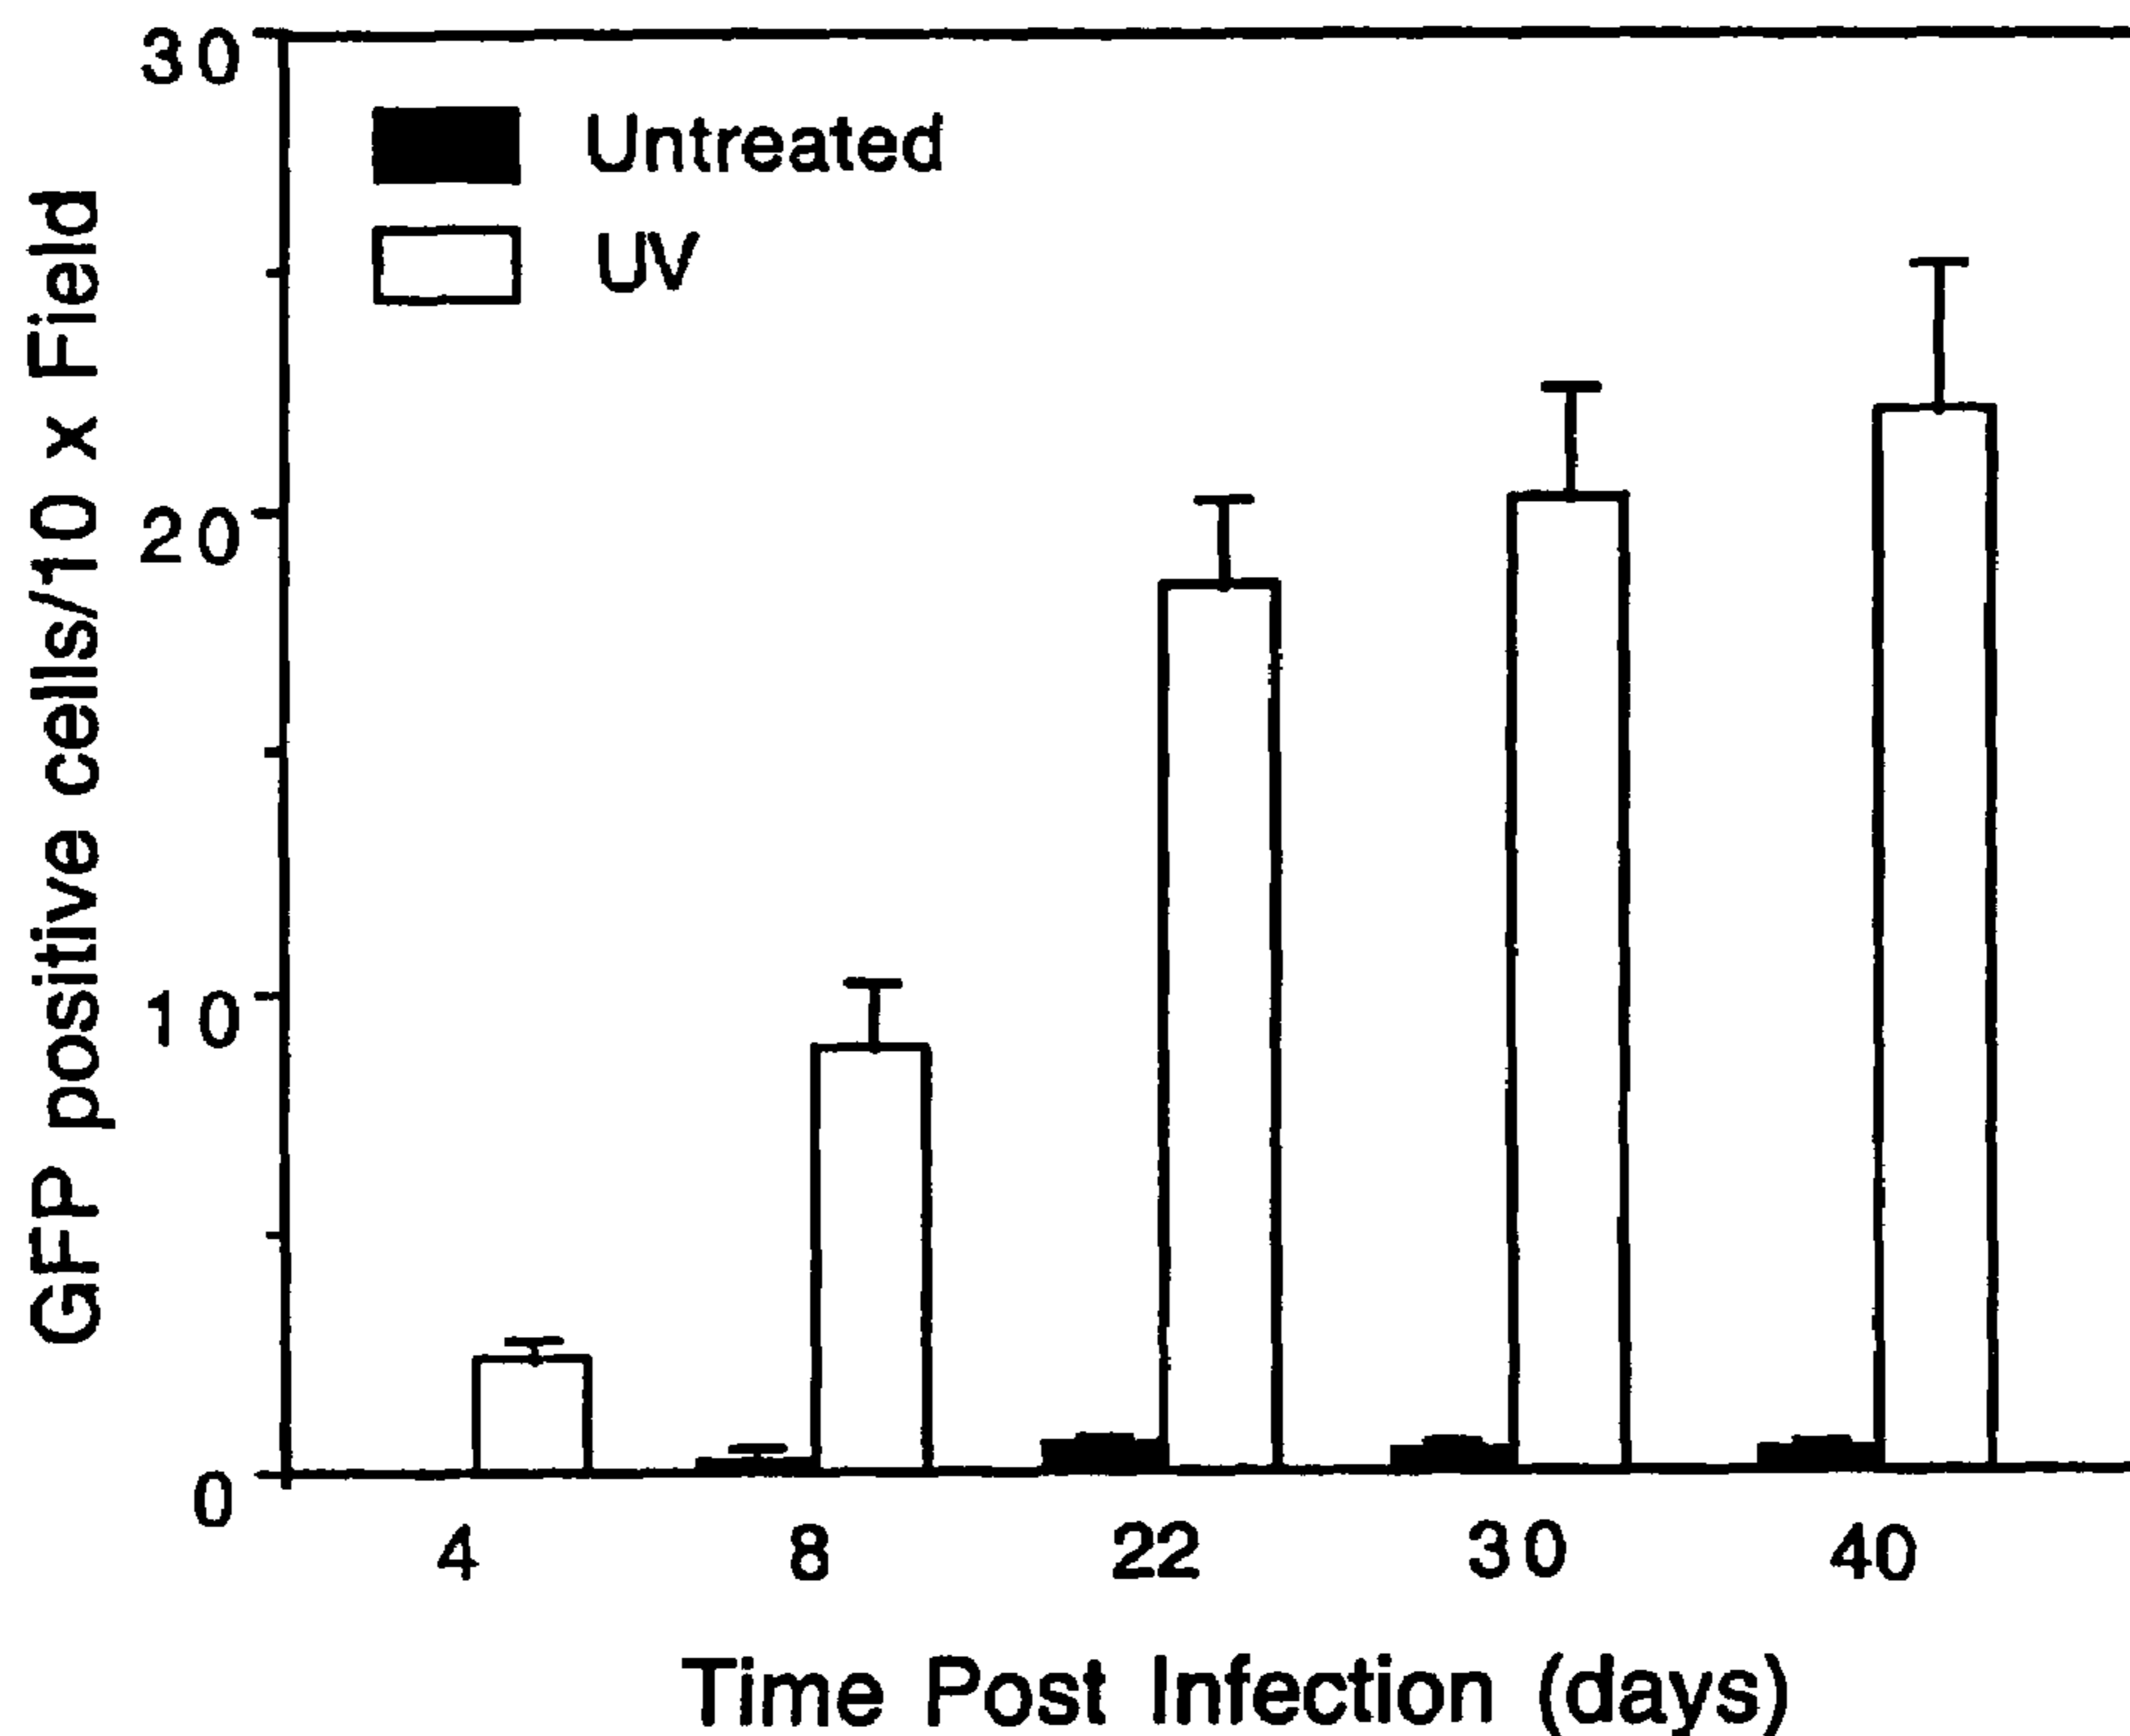 GFP positive cells/10 x Field
30
20
10
0
Untreated
UV
4 8 22 30 40
Time Post Infection (days)